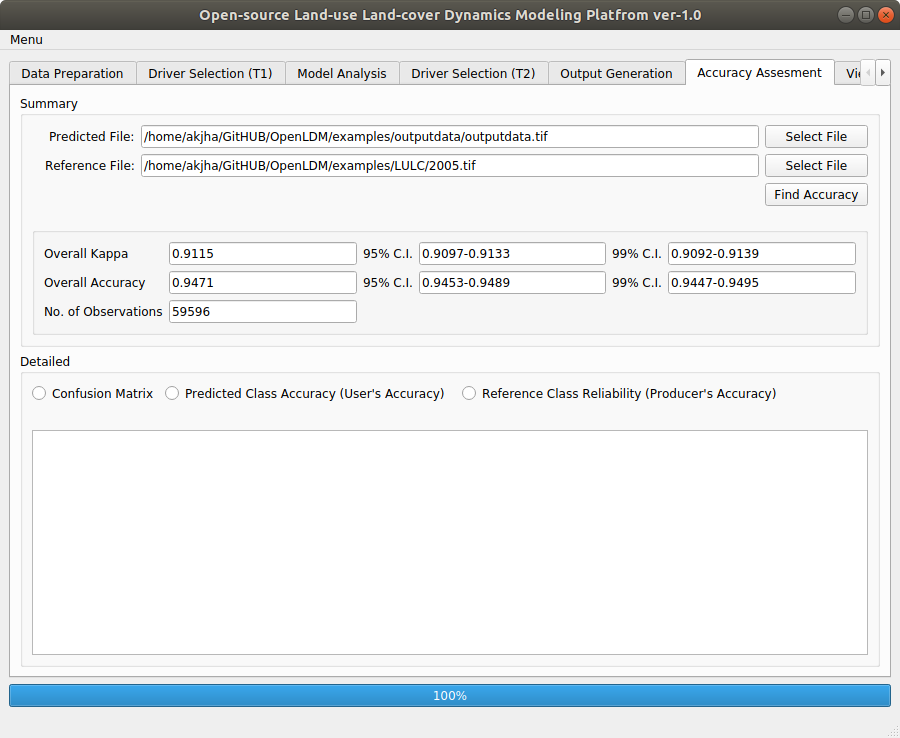 Open-source Land-use Land-cover Dynamics Modeling Platfrom ver-1.0
Menu
Data Preparation Driver Selection (T1) Model Analysis Driver Selection (T2) Output Generation Accuracy Assesment
Summary
Predicted File: /home/akjha/GitHUB/OpenLDM/examples/outputdata/outputdata.tif Select File
Reference File: /home/akjha/GitHUB/OpenLDM/examples/LULC/2005.tif Select File
Find Accuracy
Overall Kappa 0.9115 95% C.I. 0.9097-0.9133 99% C.I. 0.9092-0.9139
Overall Accuracy 0.9471 95% C.I. 0.9453-0.9489 99% C.I. 0.9447-0.9495
No. of Observations 59596
Detailed
Confusion Matrix Predicted Class Accuracy (User's Accuracy) Reference Class Reliability (Producer's Accuracy)
100%